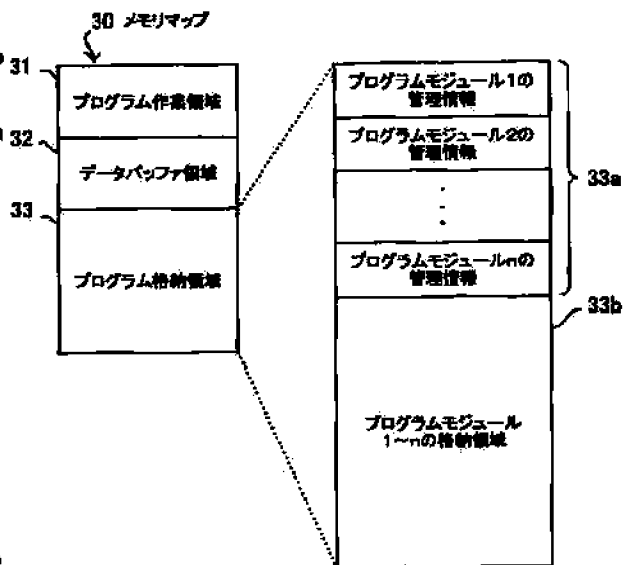 30 メモリマップ
31
プログラム作業領域
32
データバッファ領域
33
プログラム格納領域
プログラムモジュール1の
管理情報
プログラムモジュール2の
管理情報
プログラムモジュールnの
管理情報
33a
33b
プログラムモジュール
1～nの格納領域